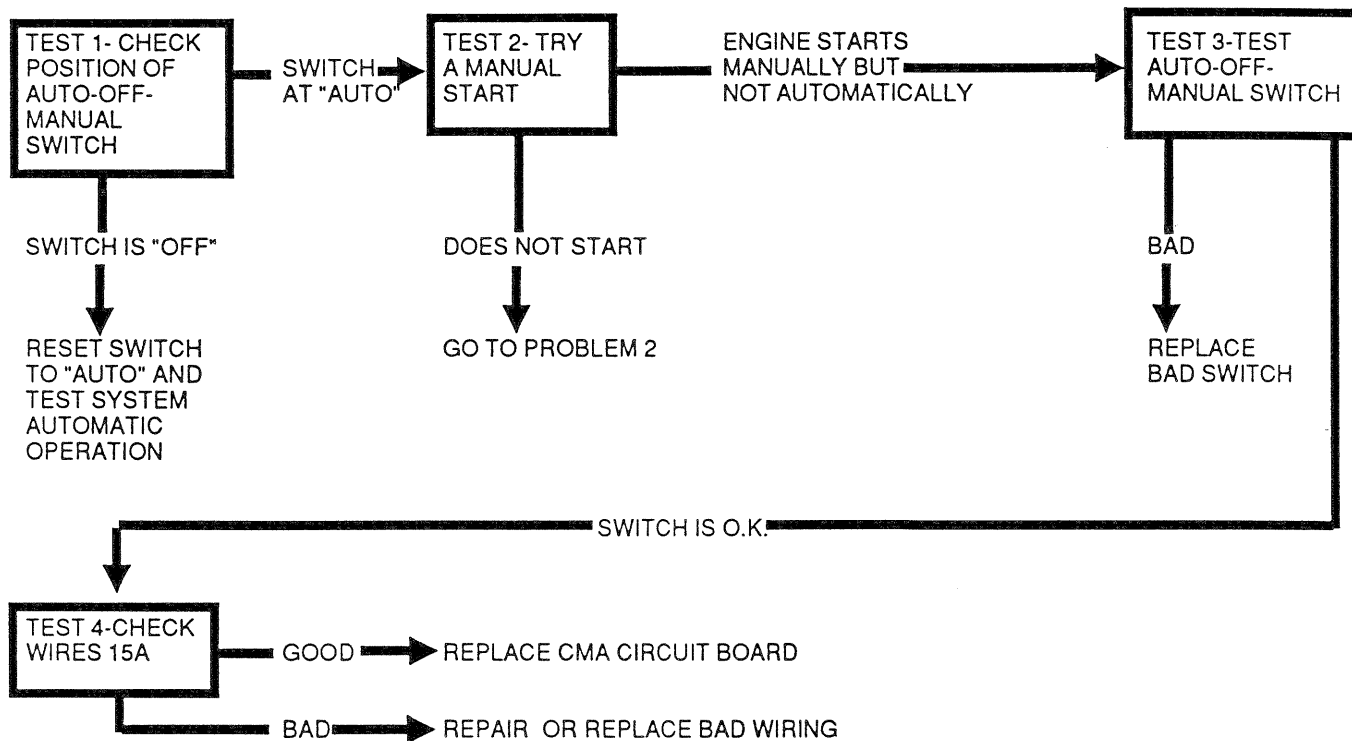 TEST 1- CHECK
POSITION OF
AUTO-OFF-
MANUAL
SWITCH
SWITCH
AT "AUTO"
TEST 2- TRY
A MANUAL
START
ENGINE STARTS
MANUALLY BUT
NOT AUTOMATICALLY
TEST 3-TEST
AUTO-OFF-
MANUAL SWITCH
SWITCH IS "OFF"
RESET SWITCH
TO "AUTO" AND
TEST SYSTEM
AUTOMATIC
OPERATION
DOES NOT START
GO TO PROBLEM 2
BAD
REPLACE
BAD SWITCH
SWITCH IS O.K.
TEST 4-CHECK
WIRES 15A
GOOD
REPLACE CMA CIRCUIT BOARD
BAD
REPAIR OR REPLACE BAD WIRING